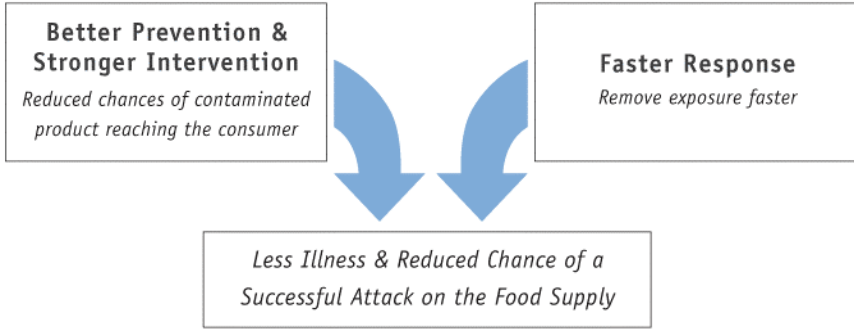 Better Prevention &
Stronger Intervention
Reduced chances of contaminated
product reaching the consumer
Faster Response
Remove exposure faster
Less Illness & Reduced Chance of a
Successful Attack on the Food Supply